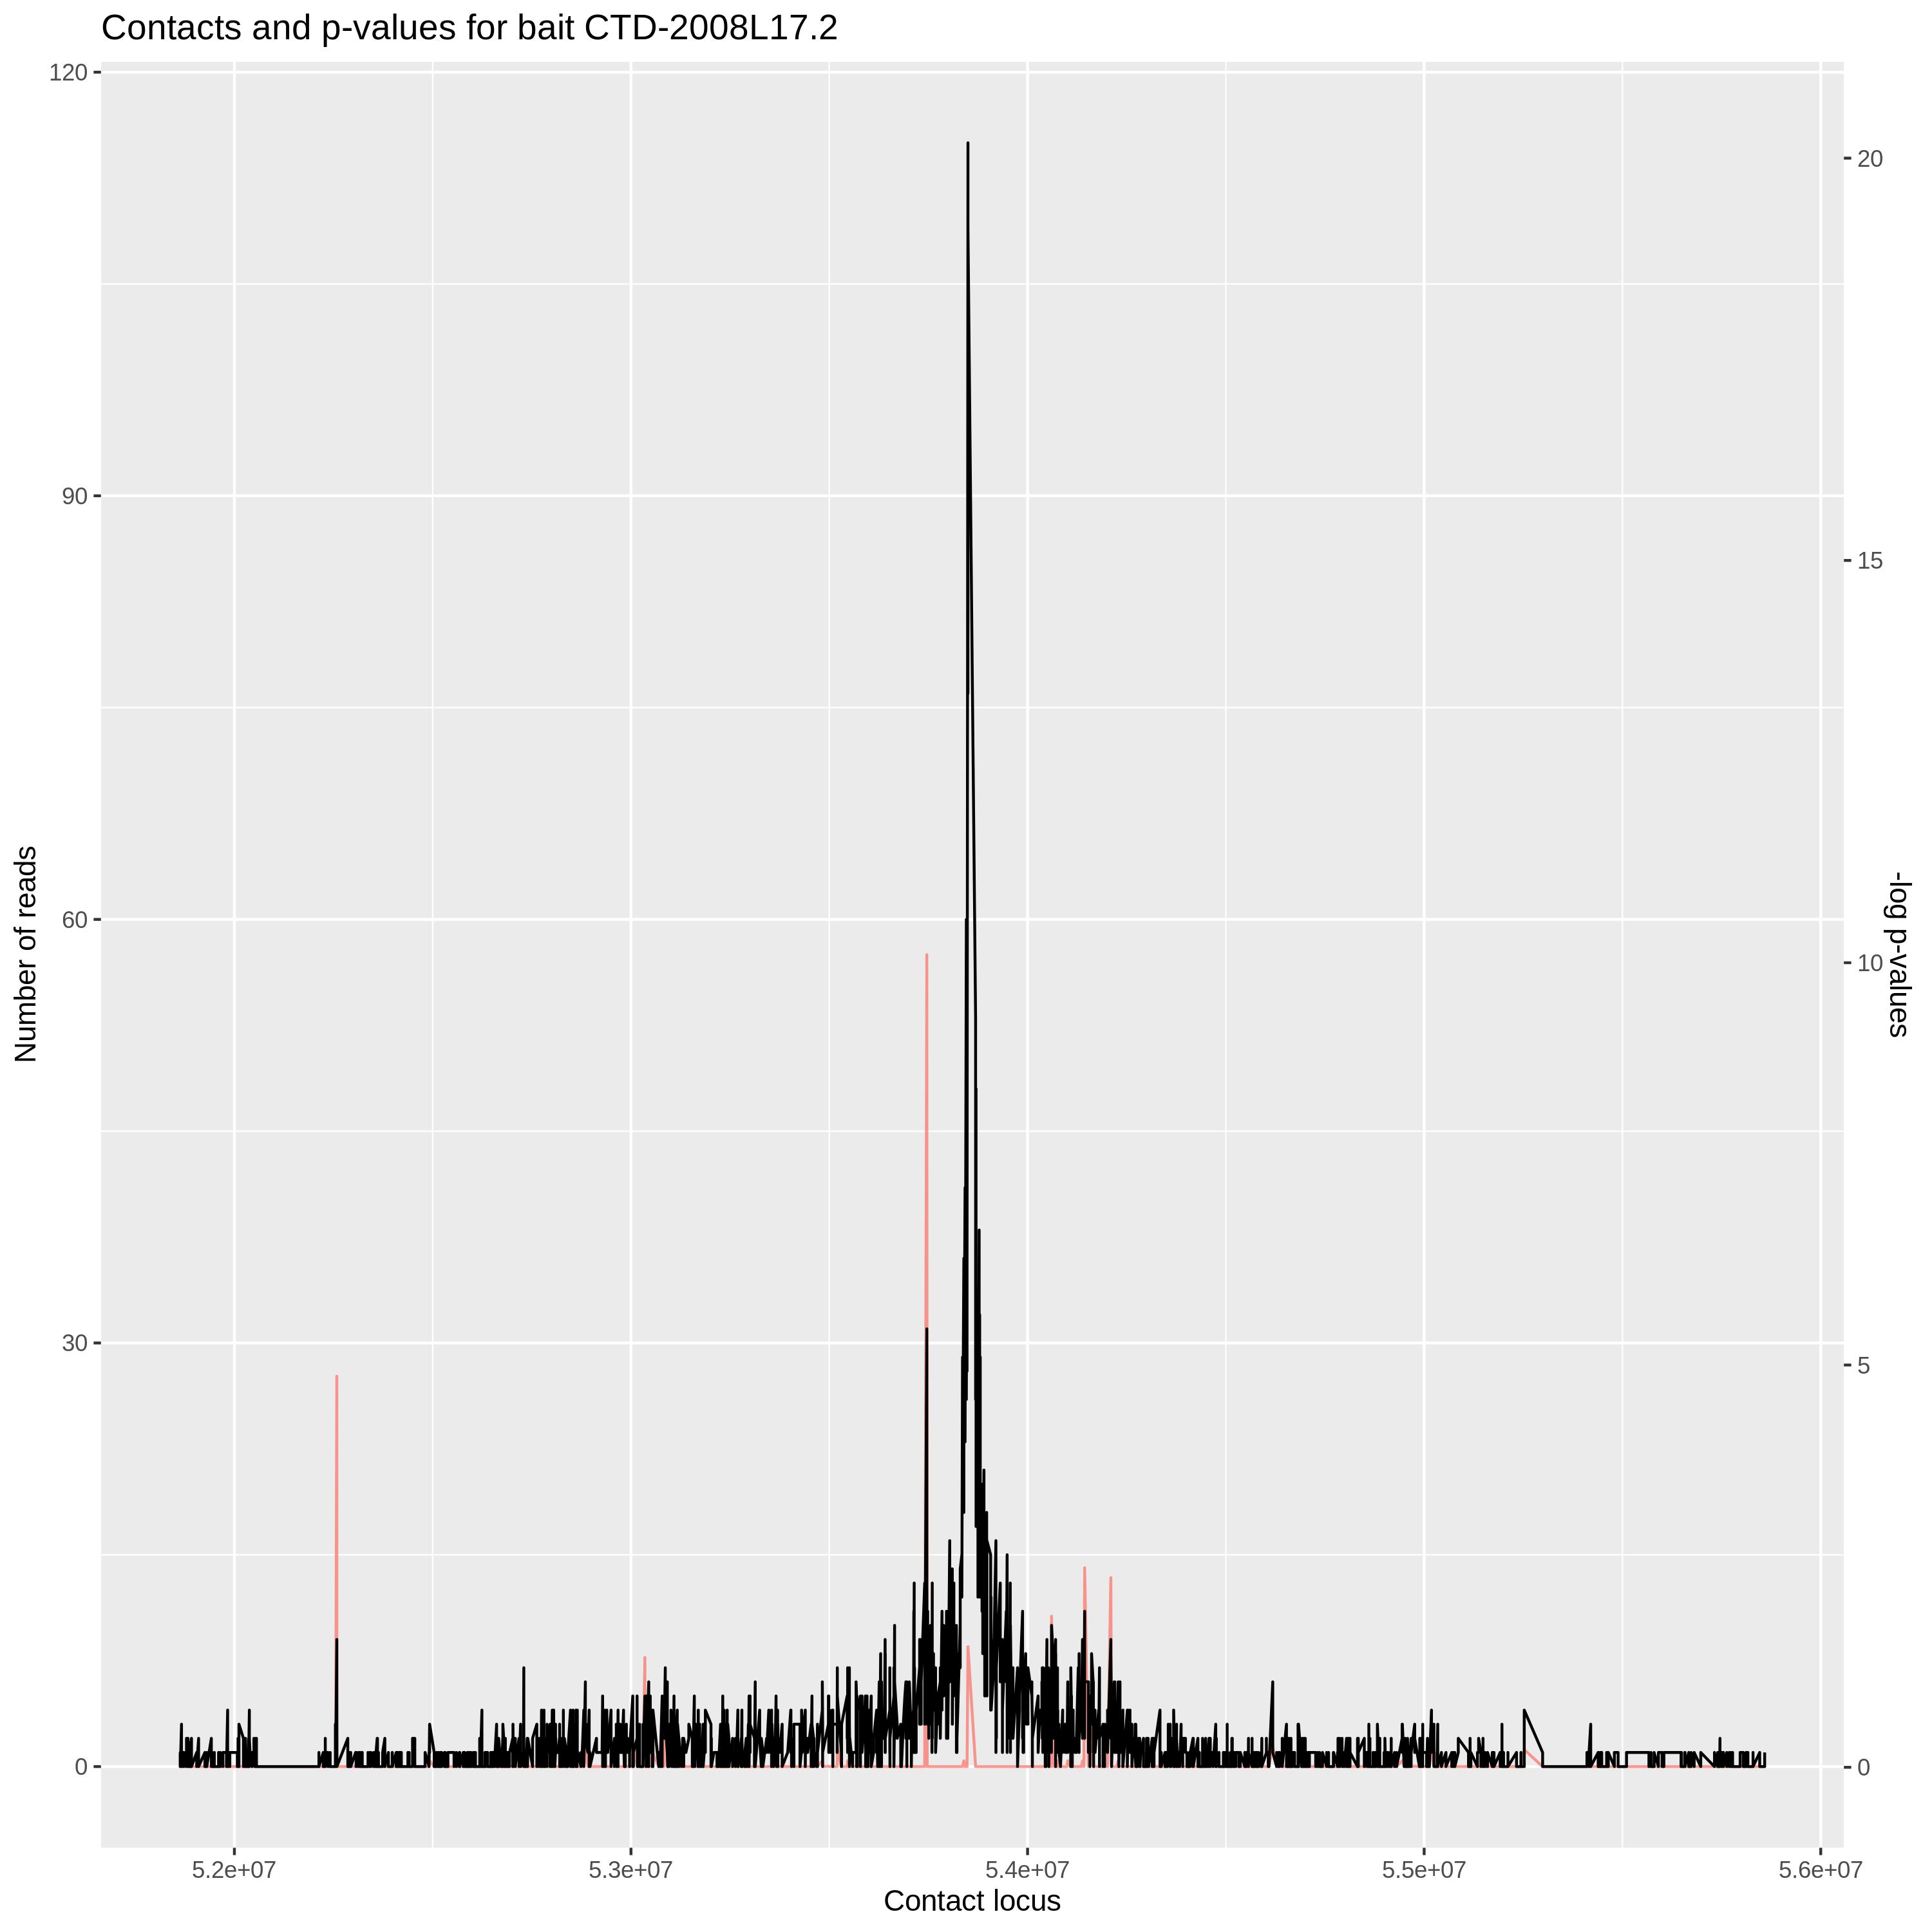 Contacts and p-values for bait CTD-2008L17.2
120
90
60
30
0
Number of reads
20
15
10
5
0
-log p-values
5.2e+07
5.3e+07
5.4e+07
5.5e+07
5.6e+07
Contact locus